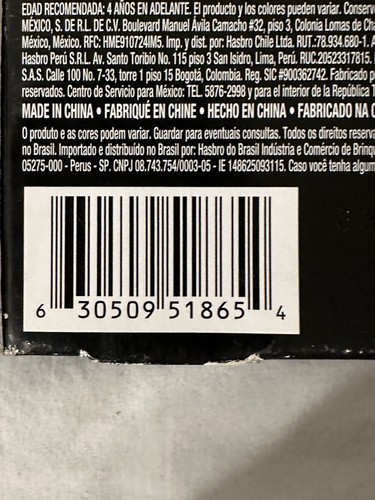 EDAD RECOMENDADA: 4 AÑOS EN ADELANTE. El producto y los colores pueden variar. Conserve
MÉXICO, S. DE R.L. DE C.V. Boulevard Manuel Ávila Camacho #32, piso 3, Colonia Lomas de Cha
México, México. RFC: HME910724IM5. Imp. y dist. por: Hasbro Chile Ltda. RUT.:78.934.680-1.
Hasbro Perú S.R.L. Av. Santo Toribio No. 115 piso 3 San Isidro, Lima, Perú. RUC.20523317815.
S.A.S. Calle 100 No. 7-33, torre 1 piso 15 Bogotá, Colombia. Reg. SIC #900362742. Fabricado po
reservados. Centro de Servicio para México: TEL. 5876-2998 y para el interior de la República T
MADE IN CHINA • FABRIQUÉ EN CHINE • HECHO EN CHINA • FABRICADO NA C
O produto e as cores podem variar. Guardar para eventuais consultas. Todos os direitos reserva
no Brasil. Importado e distribuído no Brasil por: Hasbro do Brasil Indústria e Comércio de Brinqu
05275-000 - Perus - SP. CNPJ 08.743.754/0003-05 - IE 148625093115. Caso você tenha algum
6 30509 51865 4